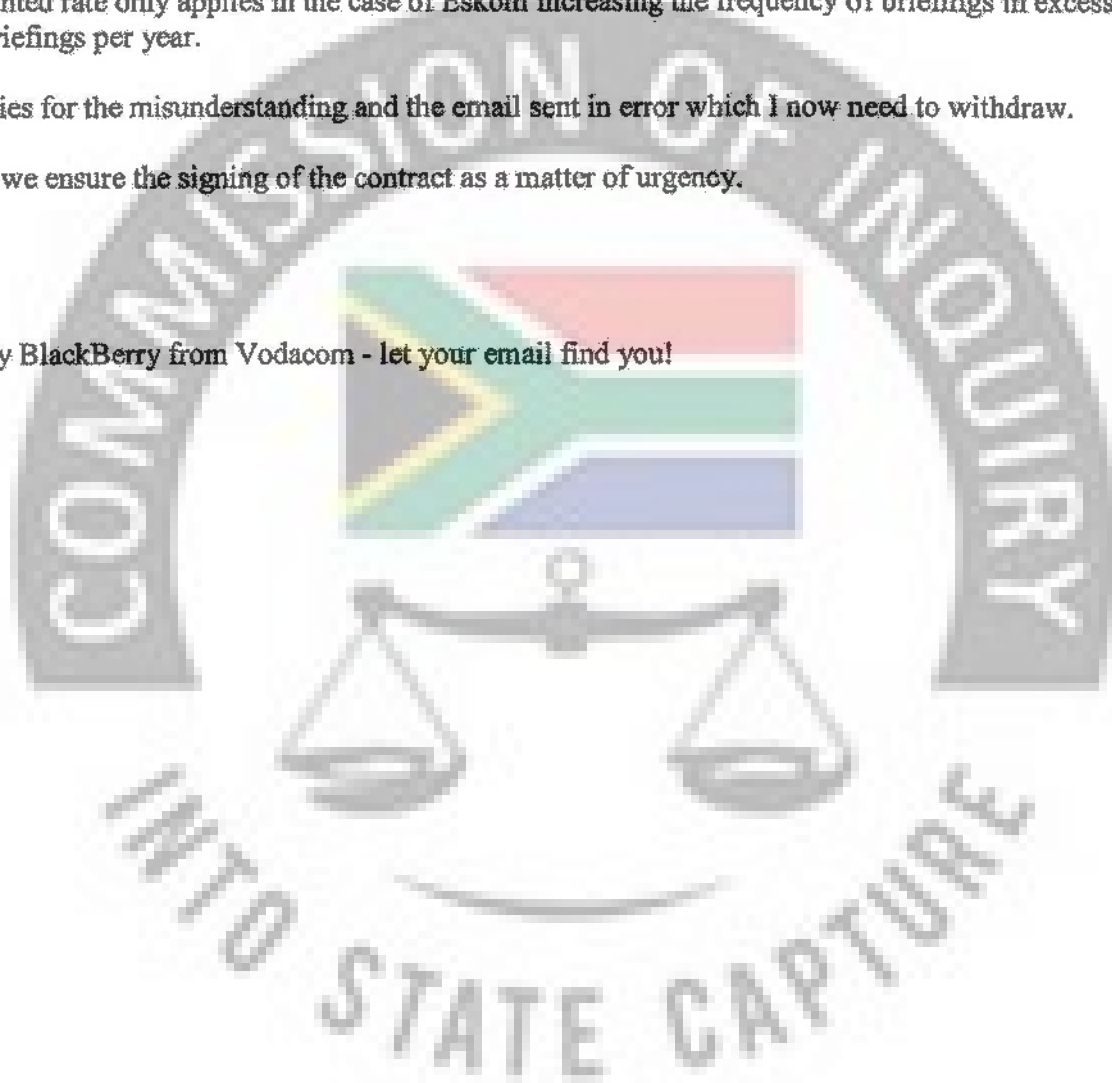 nted rate only applies in the case of Eskom increasing the frequency of briefings in excess
riefings per year.
ies for the misunderstanding and the email sent in error which I now need to withdraw.
we ensure the signing of the contract as a matter of urgency.
y BlackBerry from Vodacom - let your email find you!
COMMISSION OF INQUIRY
INTO STATE CAPTURE